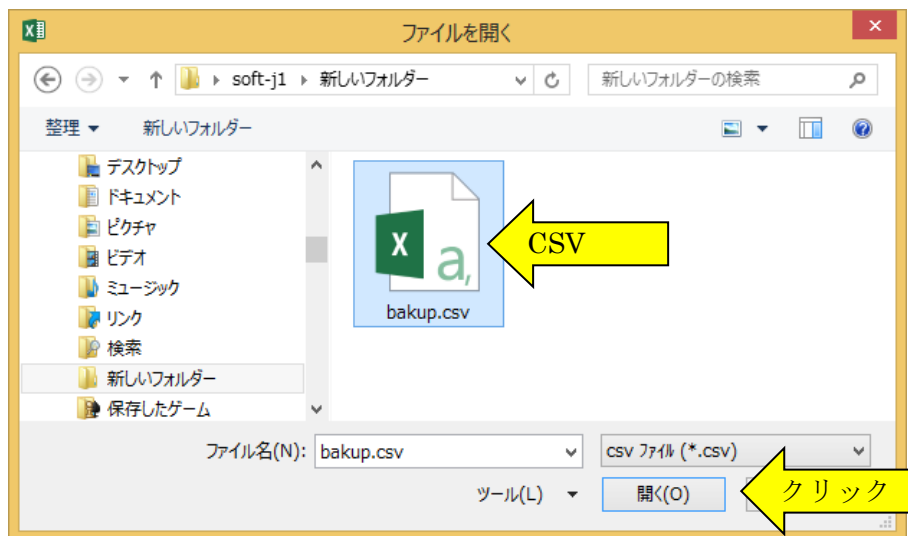 ファイルを開く
soft-j1 新しいフォルダー
新しいフォルダーの検索
整理 新しいフォルダー
デスクトップ
ドキュメント
ピクチャ
ビデオ
ミュージック
リンク
検索
新しいフォルダー
保存したゲーム
a,
bakup.csv
CSV
ファイル名(N): bakup.csv
csv ファイル (*.csv)
ツール(L) 開く(O)
クリック